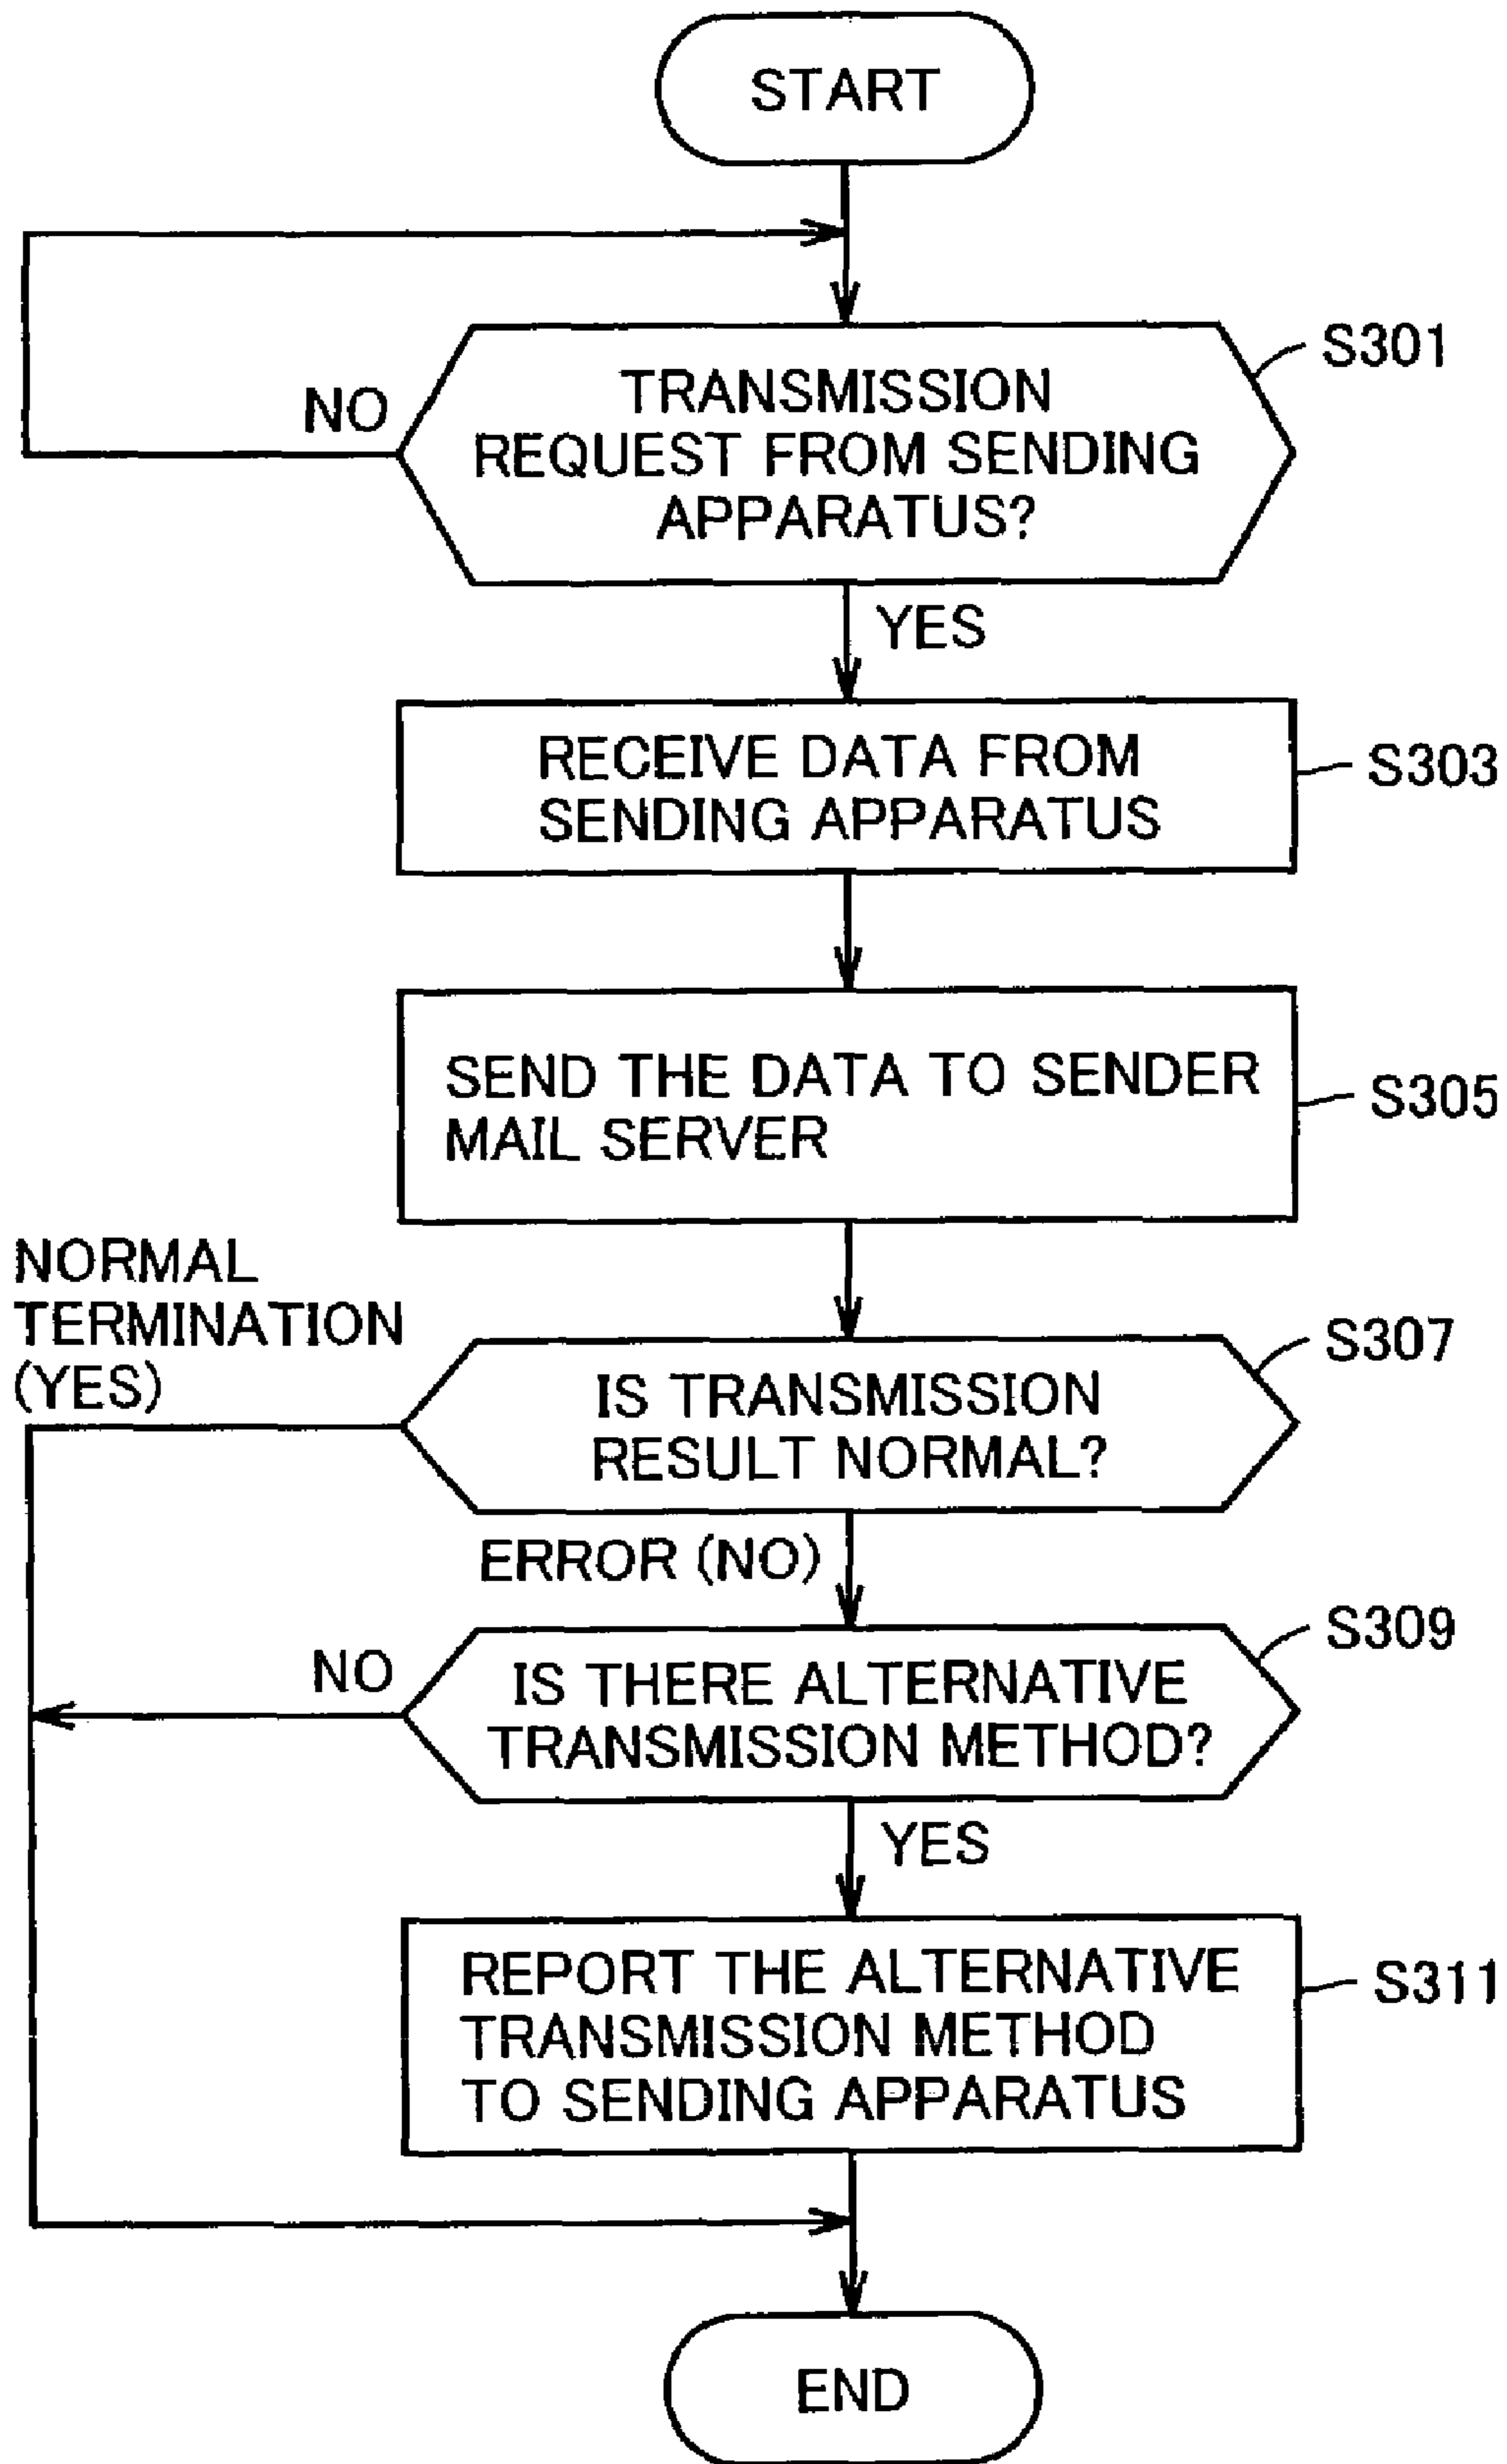 START
NO
TRANSMISSION
REQUEST FROM SENDING
APPARATUS?
S301
YES
RECEIVE DATA FROM
SENDING APPARATUS
S303
SEND THE DATA TO SENDER
MAIL SERVER
S305
NORMAL
TERMINATION
(YES)
IS TRANSMISSION
RESULT NORMAL?
S307
ERROR (NO)
NO
IS THERE ALTERNATIVE
TRANSMISSION METHOD?
S309
YES
REPORT THE ALTERNATIVE
TRANSMISSION METHOD
TO SENDING APPARATUS
S311
END